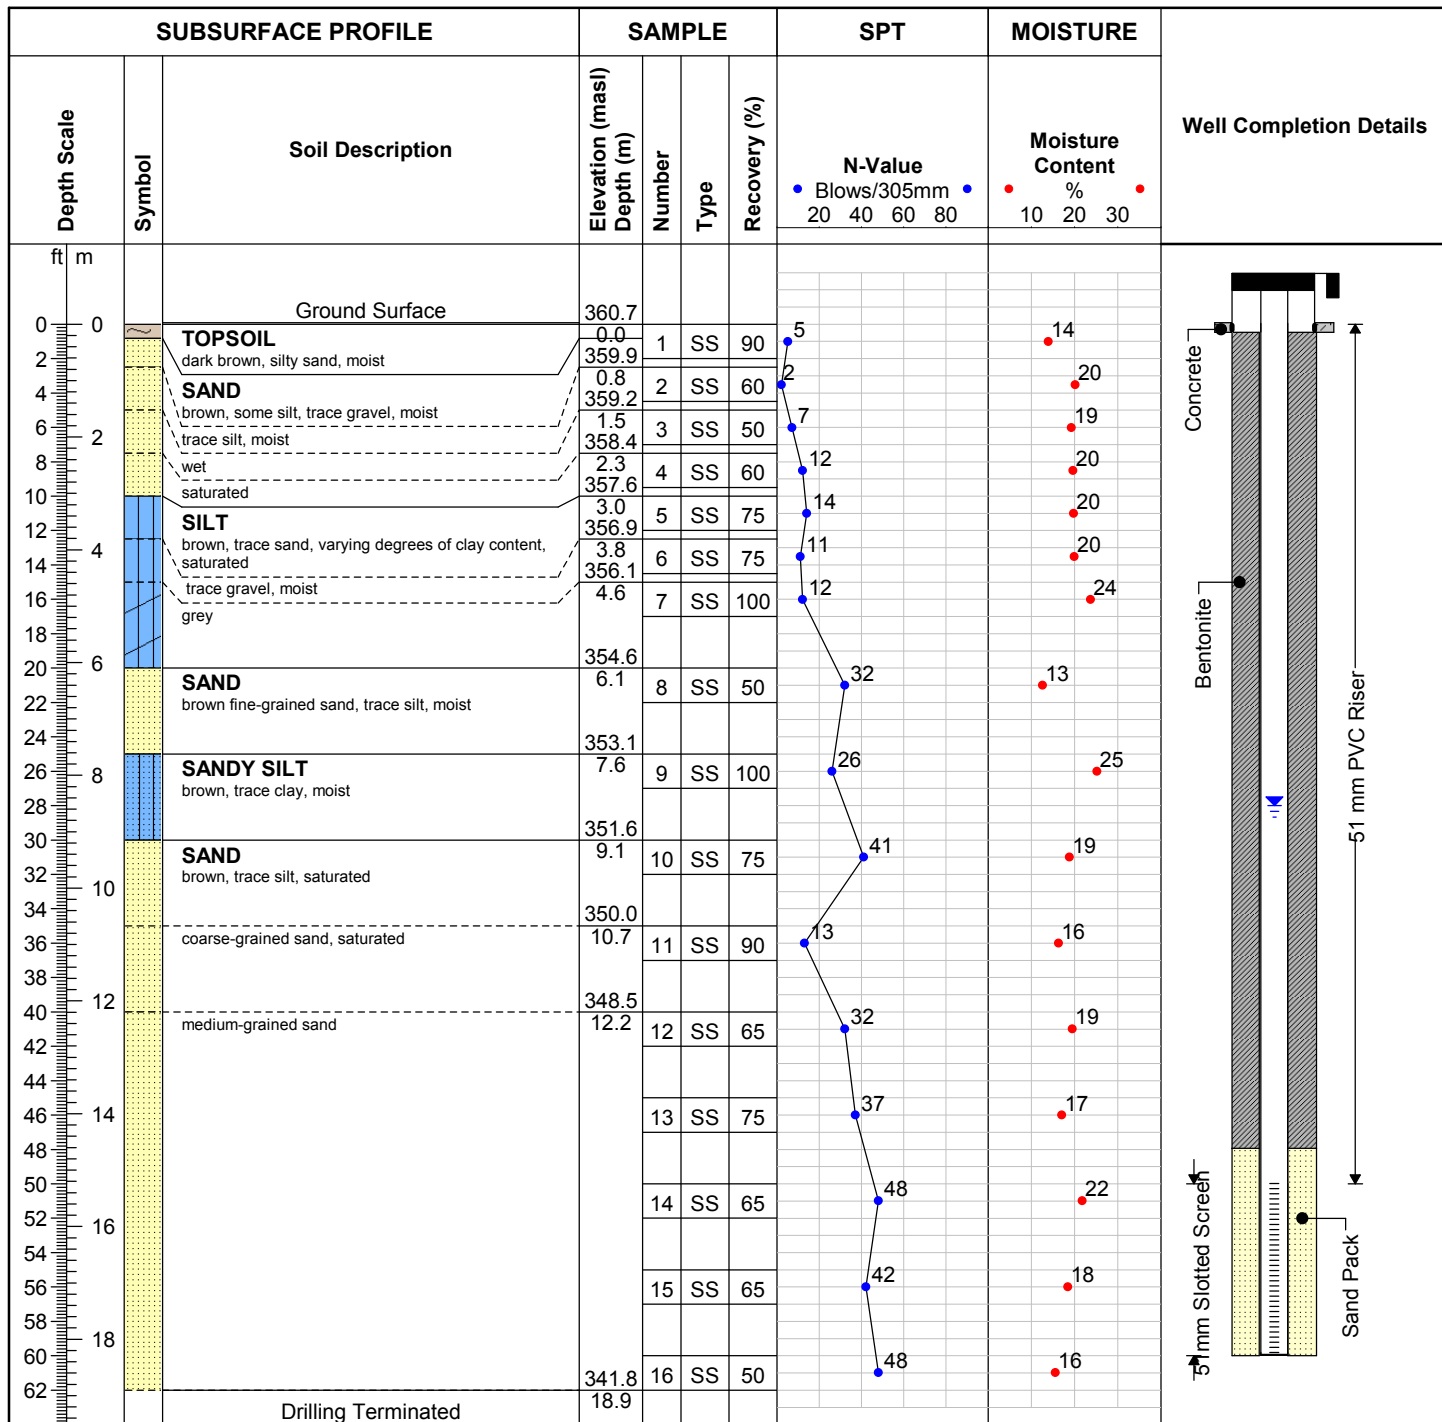 SUBSURFACE PROFILE
SAMPLE
SPT
MOISTURE
Depth Scale
Symbol
Soil Description
Elevation (masl)
Depth (m)
Number
Type
Recovery (%)
N-Value
Blows/305mm
20 40 60 80
Moisture
Content
%
10 20 30
Well Completion Details
ft m
Ground Surface
360.7
0 0
TOPSOIL
dark brown, silty sand, moist
0.0
359.9
1 SS 90
5
14
2
SAND
brown, some silt, trace gravel, moist
0.8
359.2
2 SS 60
2
20
4
trace silt, moist
1.5
358.4
3 SS 50
7
19
6
2
wet
2.3
357.6
4 SS 60
12
20
8
saturated
10
SILT
brown, trace sand, varying degrees of clay content,
saturated
3.0
356.9
5 SS 75
14
20
12
trace gravel, moist
3.8
356.1
6 SS 75
11
20
4
14
grey
4.6
7 SS 100
12
24
16
18
354.6
6
20
SAND
brown fine-grained sand, trace silt, moist
6.1
8 SS 50
32
13
22
24
353.1
SANDY SILT
brown, trace clay, moist
7.6
9 SS 100
26
25
26
8
28
351.6
30
SAND
brown, trace silt, saturated
9.1
10 SS 75
41
19
32
10
34
350.0
coarse-grained sand, saturated
10.7
11 SS 90
13
16
36
38
348.5
12
40
medium-grained sand
12.2
12 SS 65
32
19
42
44
13 SS 75
37
17
46
14
48
50
14 SS 65
48
22
52
16
54
15 SS 65
42
18
56
58
18
60
341.8
16 SS 50
48
16
62
18.9
Drilling Terminated
Concrete
Bentonite
51 mm PVC Riser
51mm Slotted Screen
Sand Pack